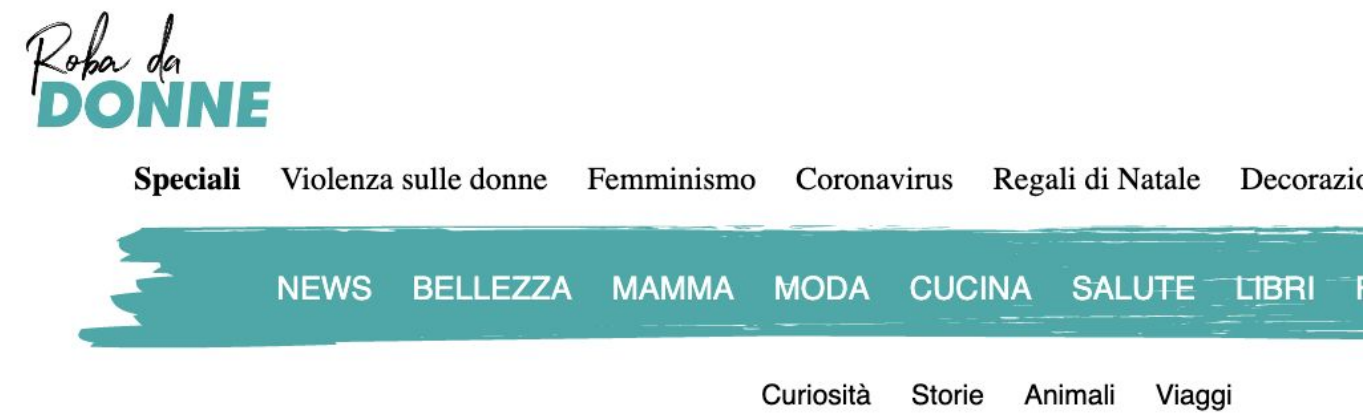 Roba da
DONNE
Speciali Violenza sulle donne Femminismo Coronavirus Regali di Natale
NEWS BELLEZZA MAMMA MODA CUCINA SALUTE LIBRI
Curiosità Storie Animali Viaggi